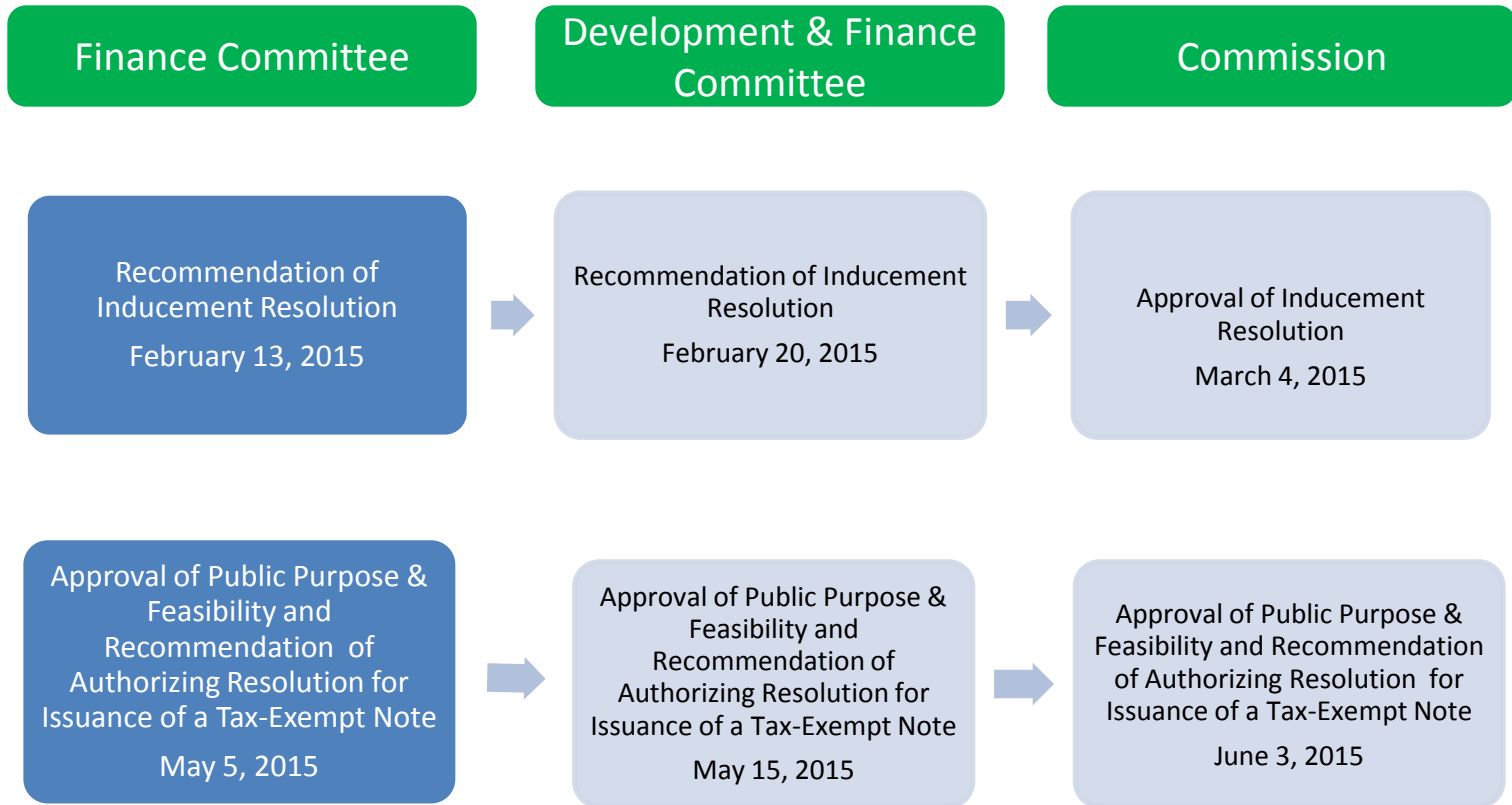 Finance Committee
Development & Finance
Committee
Commission
Recommendation of
Inducement Resolution
February 13, 2015
Recommendation of Inducement
Resolution
February 20, 2015
Approval of Inducement
Resolution
March 4, 2015
Approval of Public Purpose &
Feasibility and
Recommendation of
Authorizing Resolution for
Issuance of a Tax-Exempt Note
May 5, 2015
Approval of Public Purpose &
Feasibility and
Recommendation of
Authorizing Resolution for
Issuance of a Tax-Exempt Note
May 15, 2015
Approval of Public Purpose &
Feasibility and Recommendation
of Authorizing Resolution for
Issuance of a Tax-Exempt Note
June 3, 2015